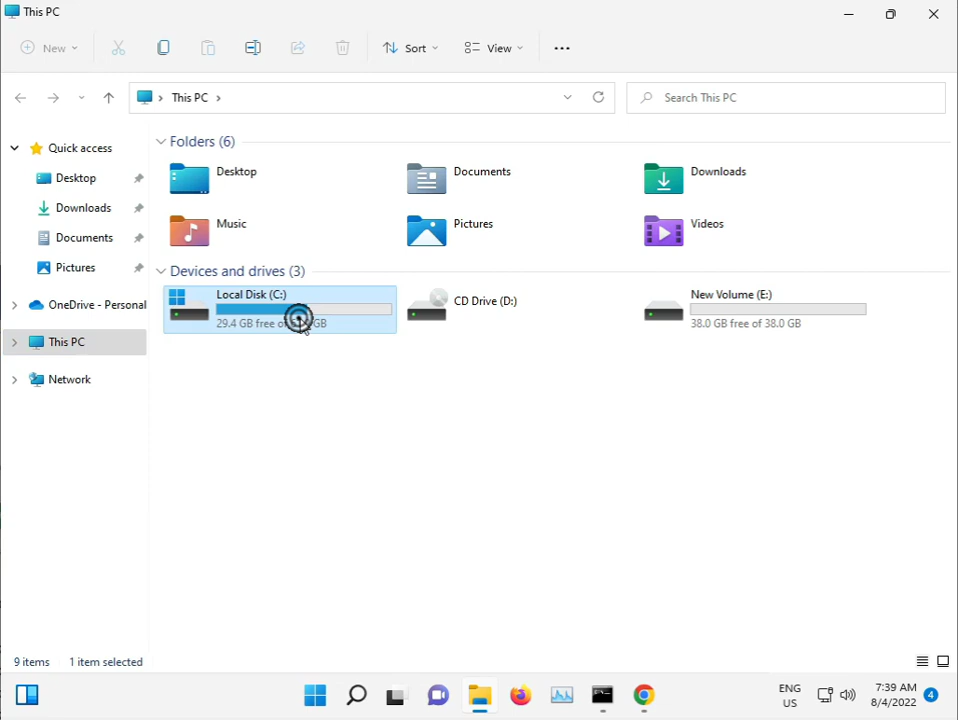 This PC
New
Sort
View
This PC
Search This PC
Quick access
Desktop
Downloads
Documents
Pictures
OneDrive - Personal
This PC
Network
Folders (6)
Desktop
Documents
Downloads
Music
Pictures
Videos
Devices and drives (3)
Local Disk (C:)
29.4 GB free of GB
CD Drive (D:)
New Volume (E:)
38.0 GB free of 38.0 GB
9 items 1 item selected
ENG
US
7:39 AM
8/4/2022
4